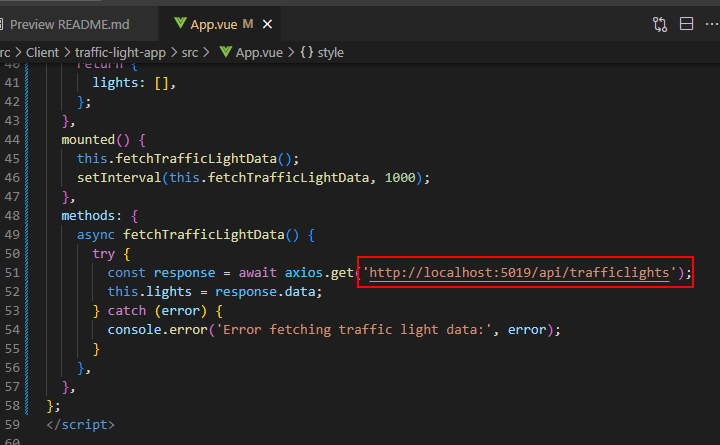 Preview README.md
App.vue M
rc > Client > traffic-light-app > src > App.vue > {} style
40 return {
41 lights: [],
42 };
43 },
44 mounted() {
45 this.fetchTrafficLightData();
46 setInterval(this.fetchTrafficLightData, 1000);
47 },
48 methods: {
49 async fetchTrafficLightData() {
50 try {
51 const response = await axios.get('http://localhost:5019/api/trafficlights');
52 this.lights = response.data;
53 } catch (error) {
54 console.error('Error fetching traffic light data:', error);
55 }
56 },
57 },
58 };
59 </script>
60